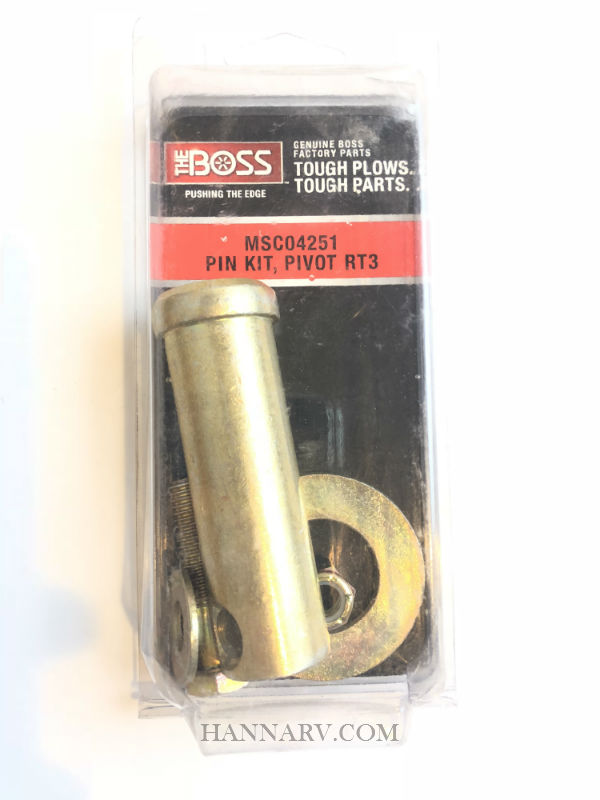 THE BOSS
PUSHING THE EDGE
GENUINE BOSS
FACTORY PARTS
TOUGH PLOWS.
TOUGH PARTS.
MSC04251
PIN KIT, PIVOT RT3
HANNARV.COM